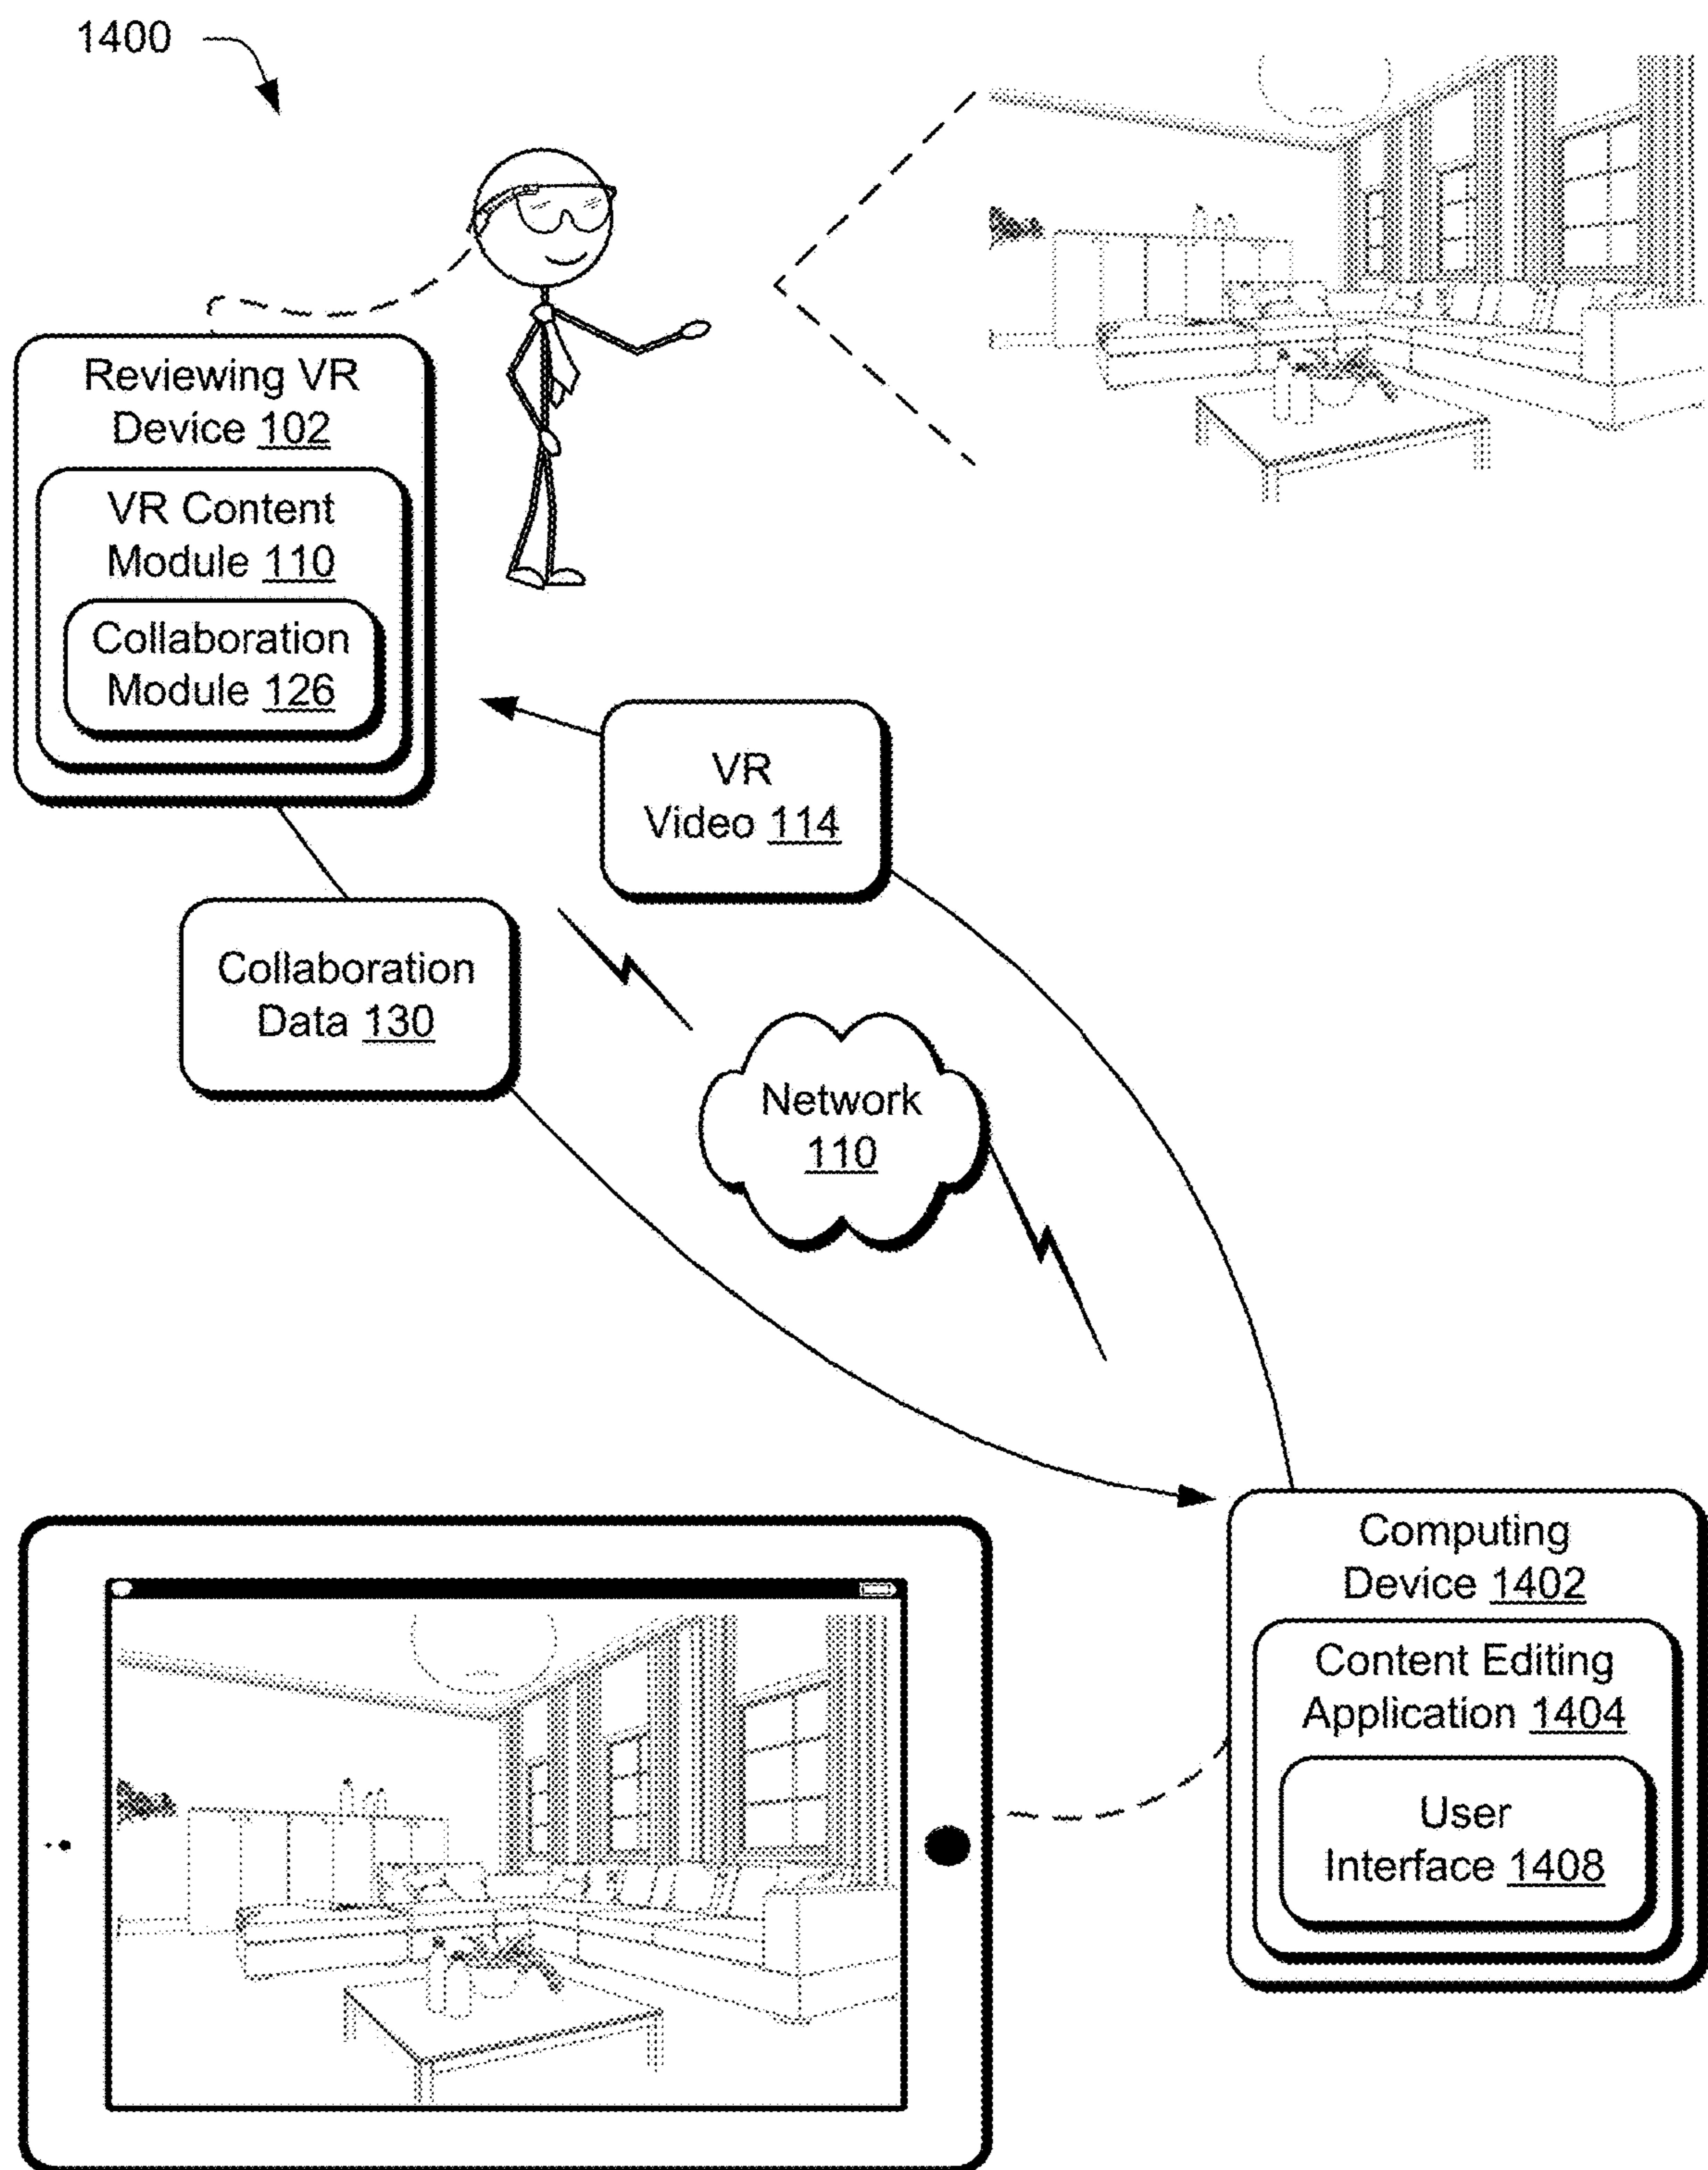 1400
Reviewing VR
Device 102
VR Content
Module 110
Collaboration
Module 126
VR
Video 114
Collaboration
Data 130
Network
110
Computing
Device 1402
Content Editing
Application 1404
User
Interface 1408